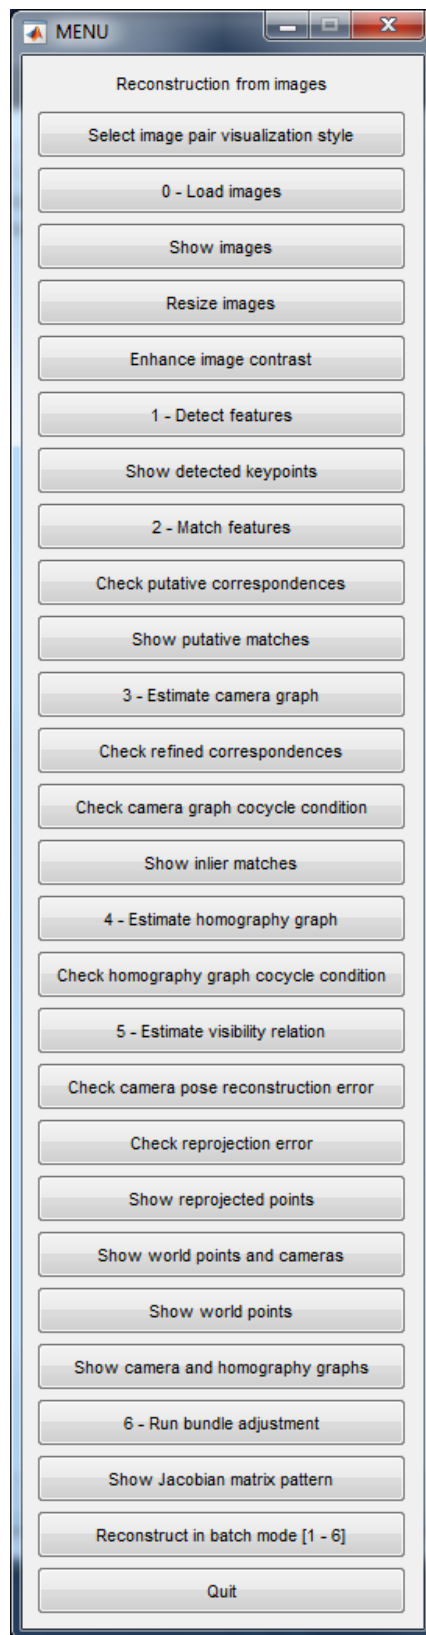 MENU
Reconstruction from images
Select image pair visualization style
0 - Load images
Show images
Resize images
Enhance image contrast
1 - Detect features
Show detected keypoints
2 - Match features
Check putative correspondences
Show putative matches
3 - Estimate camera graph
Check refined correspondences
Check camera graph cocycle condition
Show inlier matches
4 - Estimate homography graph
Check homography graph cocycle condition
5 - Estimate visibility relation
Check camera pose reconstruction error
Check reprojection error
Show reprojected points
Show world points and cameras
Show world points
Show camera and homography graphs
6 - Run bundle adjustment
Show Jacobian matrix pattern
Reconstruct in batch mode [1 - 6]
Quit